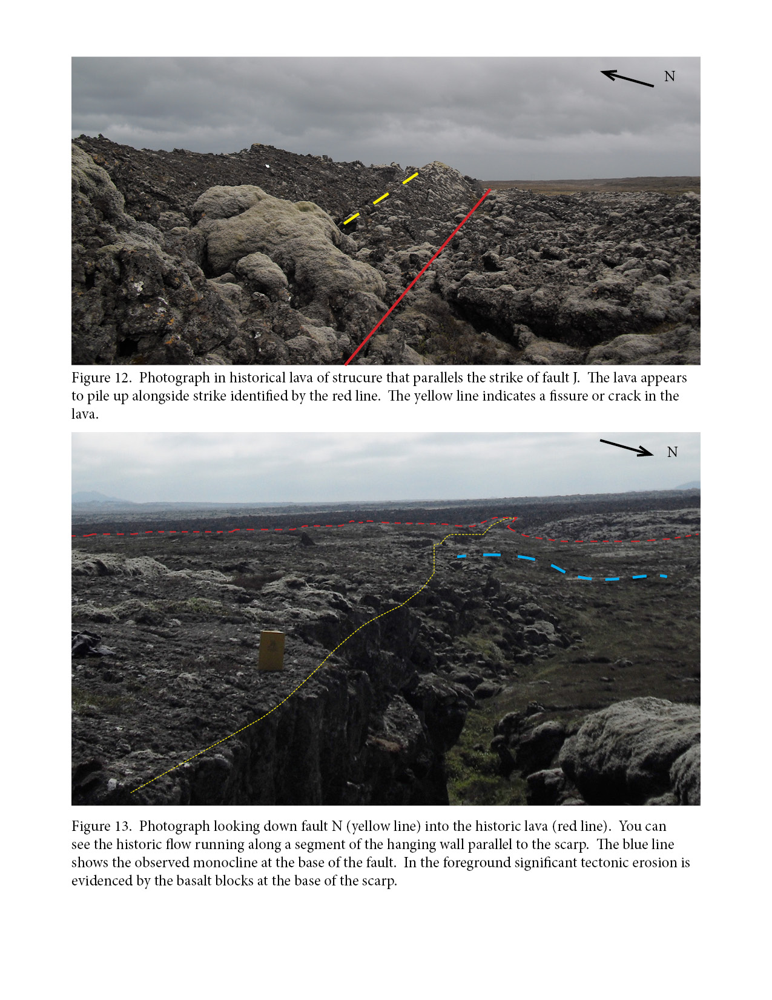 N
Figure 12.  Photograph in historical lava of strucure that parallels the strike of fault J.  The lava appears
to pile up alongside strike identified by the red line.  The yellow line indicates a fissure or crack in the
lava.
N
Figure 13.  Photograph looking down fault N (yellow line) into the historic lava (red line).  You can
see the historic flow running along a segment of the hanging wall parallel to the scarp.  The blue line
shows the observed monocline at the base of the fault.  In the foreground significant tectonic erosion is
evidenced by the basalt blocks at the base of the scarp.